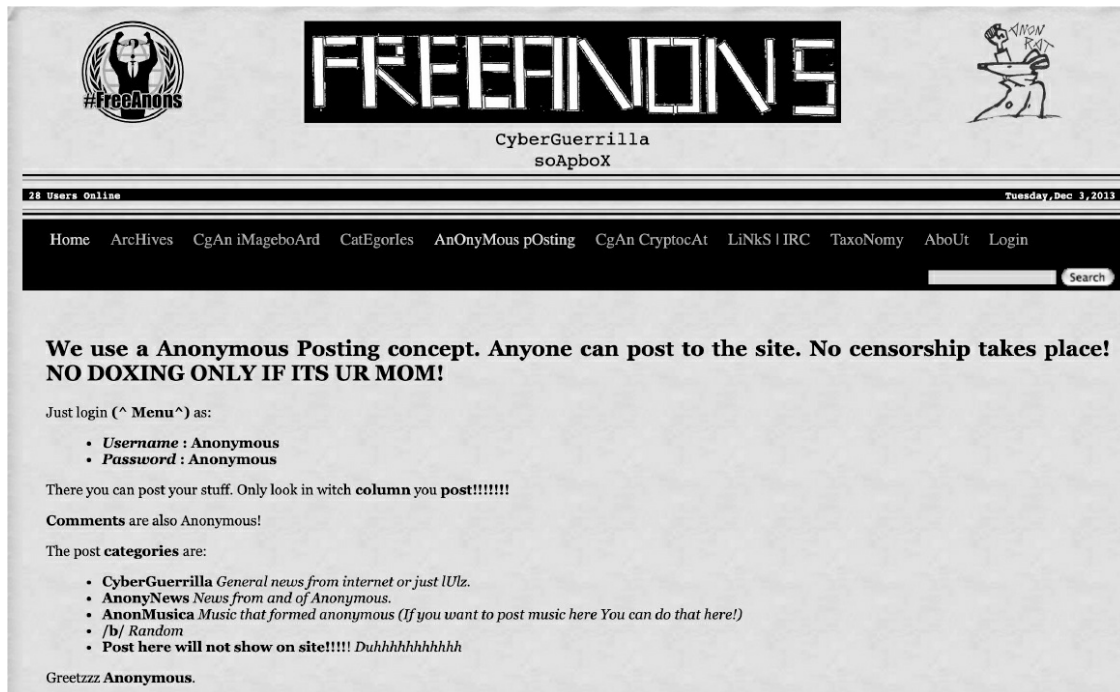 #FreeAnons
FREEANONS
ANON
RAT
CyberGuerrilla
soApboX
28 Users Online
Tuesday,Dec 3,2013
Home ArcHives CgAn iMageboArd CatEgorIes AnOnyMous pOsting CgAn CryptocAt LiNkS | IRC TaxoNomy AboUt Login
Search
We use a Anonymous Posting concept. Anyone can post to the site. No censorship takes place!
NO DOXING ONLY IF ITS UR MOM!
Just login (^ Menu^) as:
• Username : Anonymous
• Password : Anonymous
There you can post your stuff. Only look in witch column you post!!!!!!!
Comments are also Anonymous!
The post categories are:
• CyberGuerrilla General news from internet or just lUlz.
• AnonyNews News from and of Anonymous.
• AnonMusica Music that formed anonymous (If you want to post music here You can do that here!)
• /b/ Random
• Post here will not show on site!!!!! Duhhhhhhhhhhh
Greetzzz Anonymous.